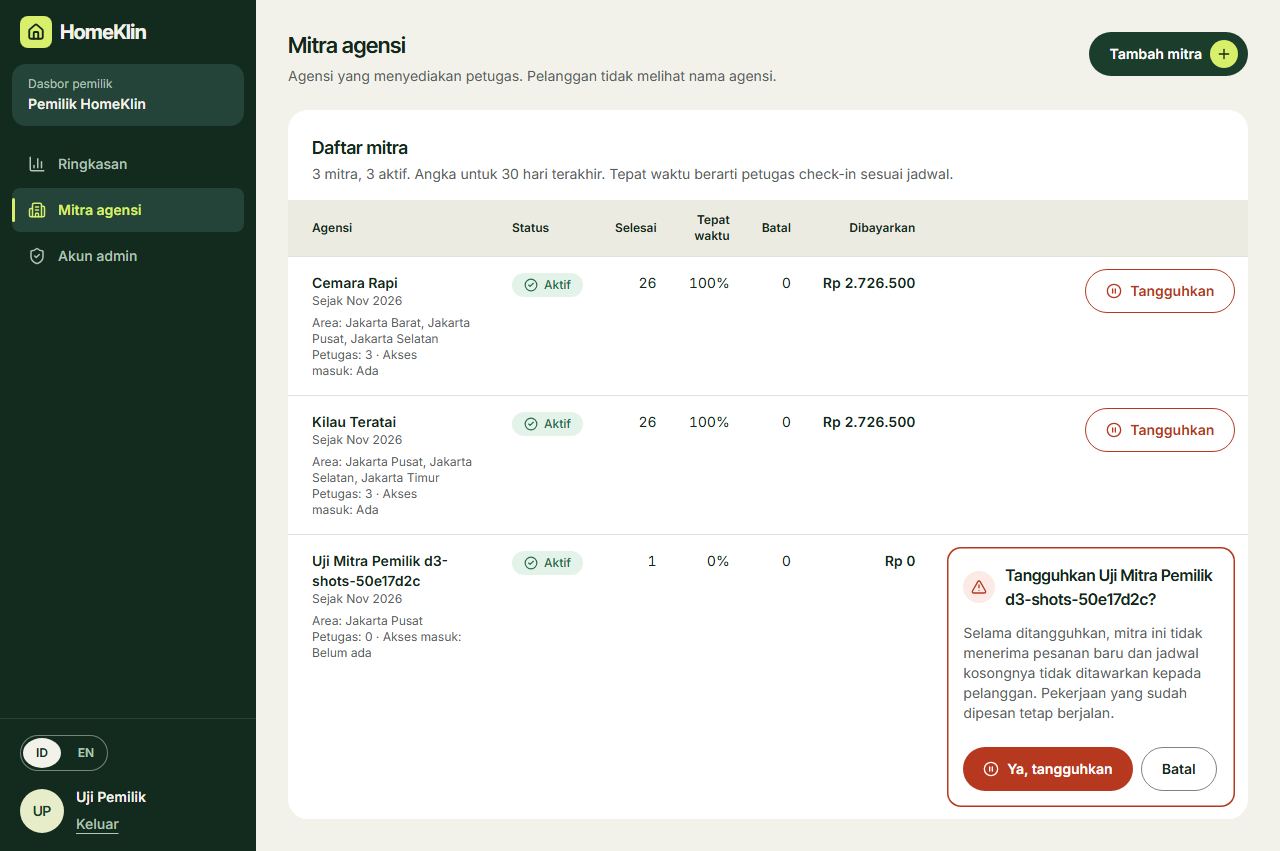 HomeKlin
Dasbor pemilik
Pemilik HomeKlin
Ringkasan
Mitra agensi
Akun admin
ID
EN
UP
Uji Pemilik
Keluar
Mitra agensi
Agensi yang menyediakan petugas. Pelanggan tidak melihat nama agensi.
Tambah mitra
Daftar mitra
3 mitra, 3 aktif. Angka untuk 30 hari terakhir. Tepat waktu berarti petugas check-in sesuai jadwal.
Agensi
Status
Selesai
Tepat
waktu
Batal
Dibayarkan
Cemara Rapi
Sejak Nov 2026
Area: Jakarta Barat, Jakarta
Pusat, Jakarta Selatan
Petugas: 3 · Akses
masuk: Ada
Aktif
26
100%
0
Rp 2.726.500
Tangguhkan
Kilau Teratai
Sejak Nov 2026
Area: Jakarta Pusat, Jakarta
Selatan, Jakarta Timur
Petugas: 3 · Akses
masuk: Ada
Aktif
26
100%
0
Rp 2.726.500
Tangguhkan
Uji Mitra Pemilik d3-
shots-50e17d2c
Sejak Nov 2026
Area: Jakarta Pusat
Petugas: 0 · Akses masuk:
Belum ada
Aktif
1
0%
0
Rp 0
Tangguhkan Uji Mitra Pemilik
d3-shots-50e17d2c?
Selama ditangguhkan, mitra ini tidak
menerima pesanan baru dan jadwal
kosongnya tidak ditawarkan kepada
pelanggan. Pekerjaan yang sudah
dipesan tetap berjalan.
Ya, tangguhkan
Batal